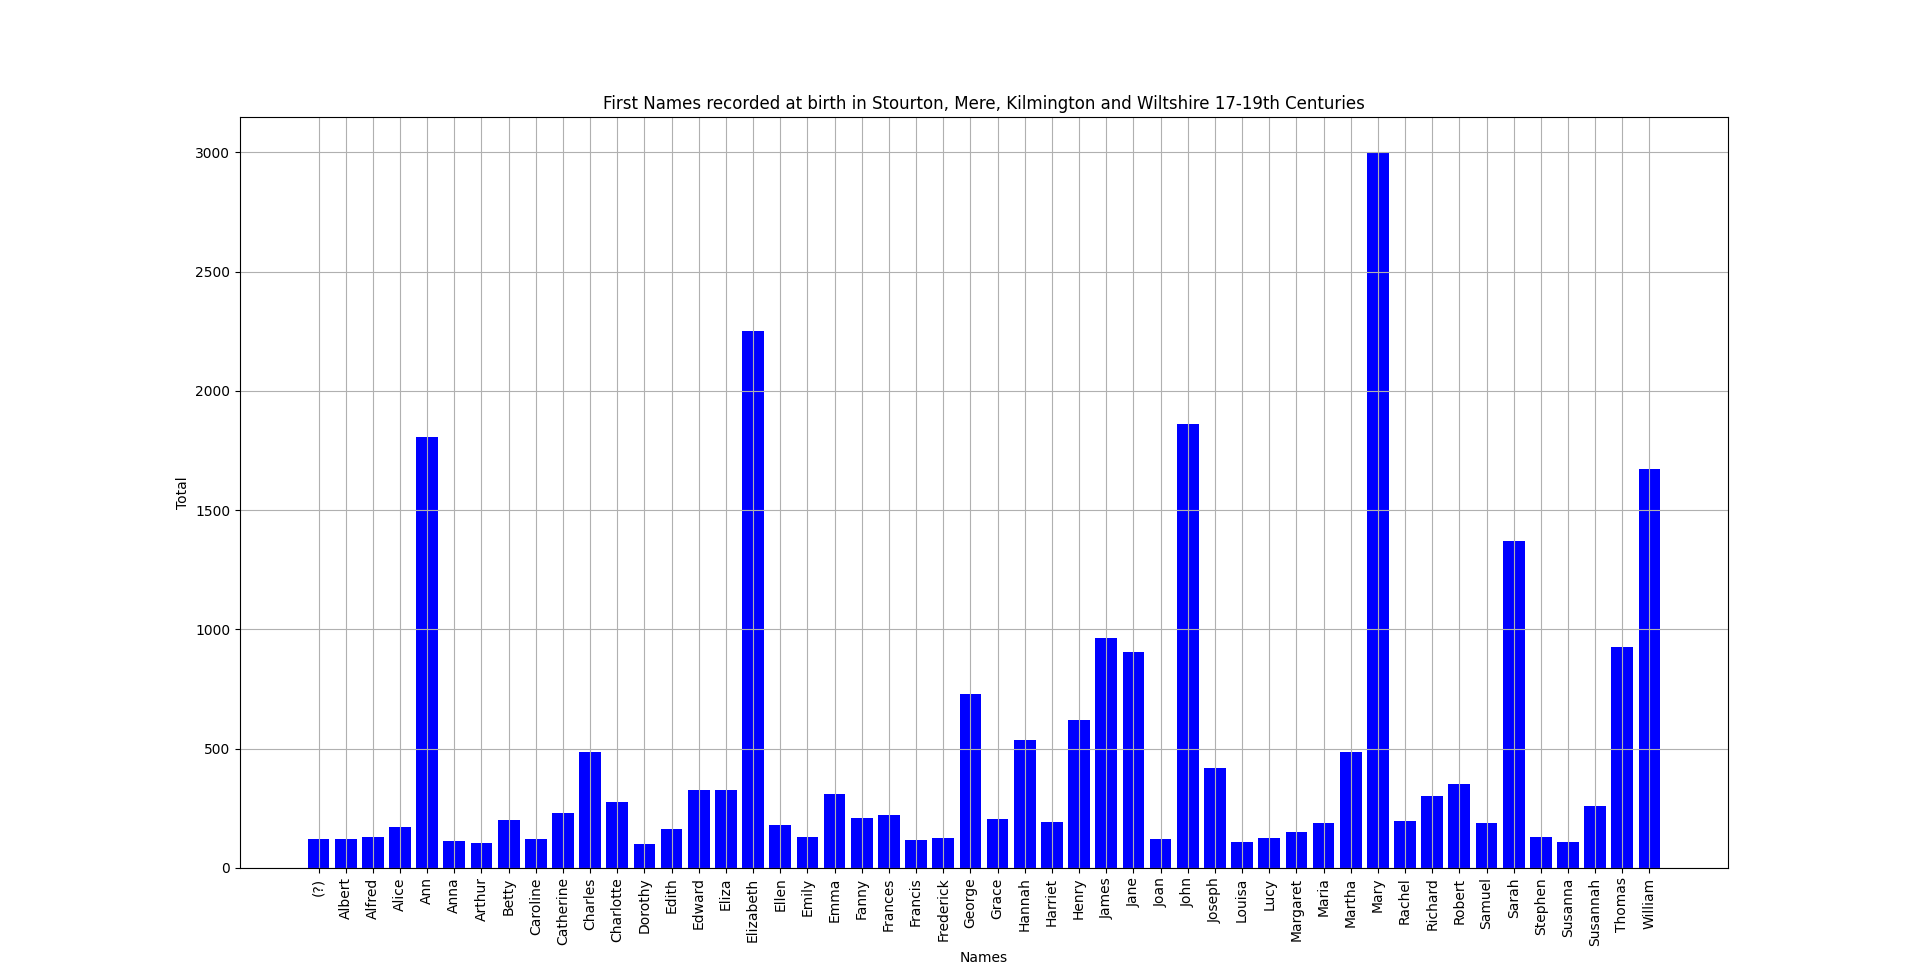 First Names recorded at birth in Stourton, Mere, Kilmington and Wiltshire 17-19th Centuries
3000
2500
2000
1500
1000
500
0
Total
(?)
Albert
Alfred
Alice
Ann
Anna
Arthur
Betty
Caroline
Catherine
Charles
Charlotte
Dorothy
Edith
Edward
Eliza
Elizabeth
Ellen
Emily
Emma
Fanny
Frances
Francis
Frederick
George
Grace
Hannah
Harriet
Henry
James
Jane
Joan
John
Joseph
Louisa
Lucy
Margaret
Maria
Martha
Mary
Rachel
Richard
Robert
Samuel
Sarah
Stephen
Susanna
Susannah
Thomas
William
Names